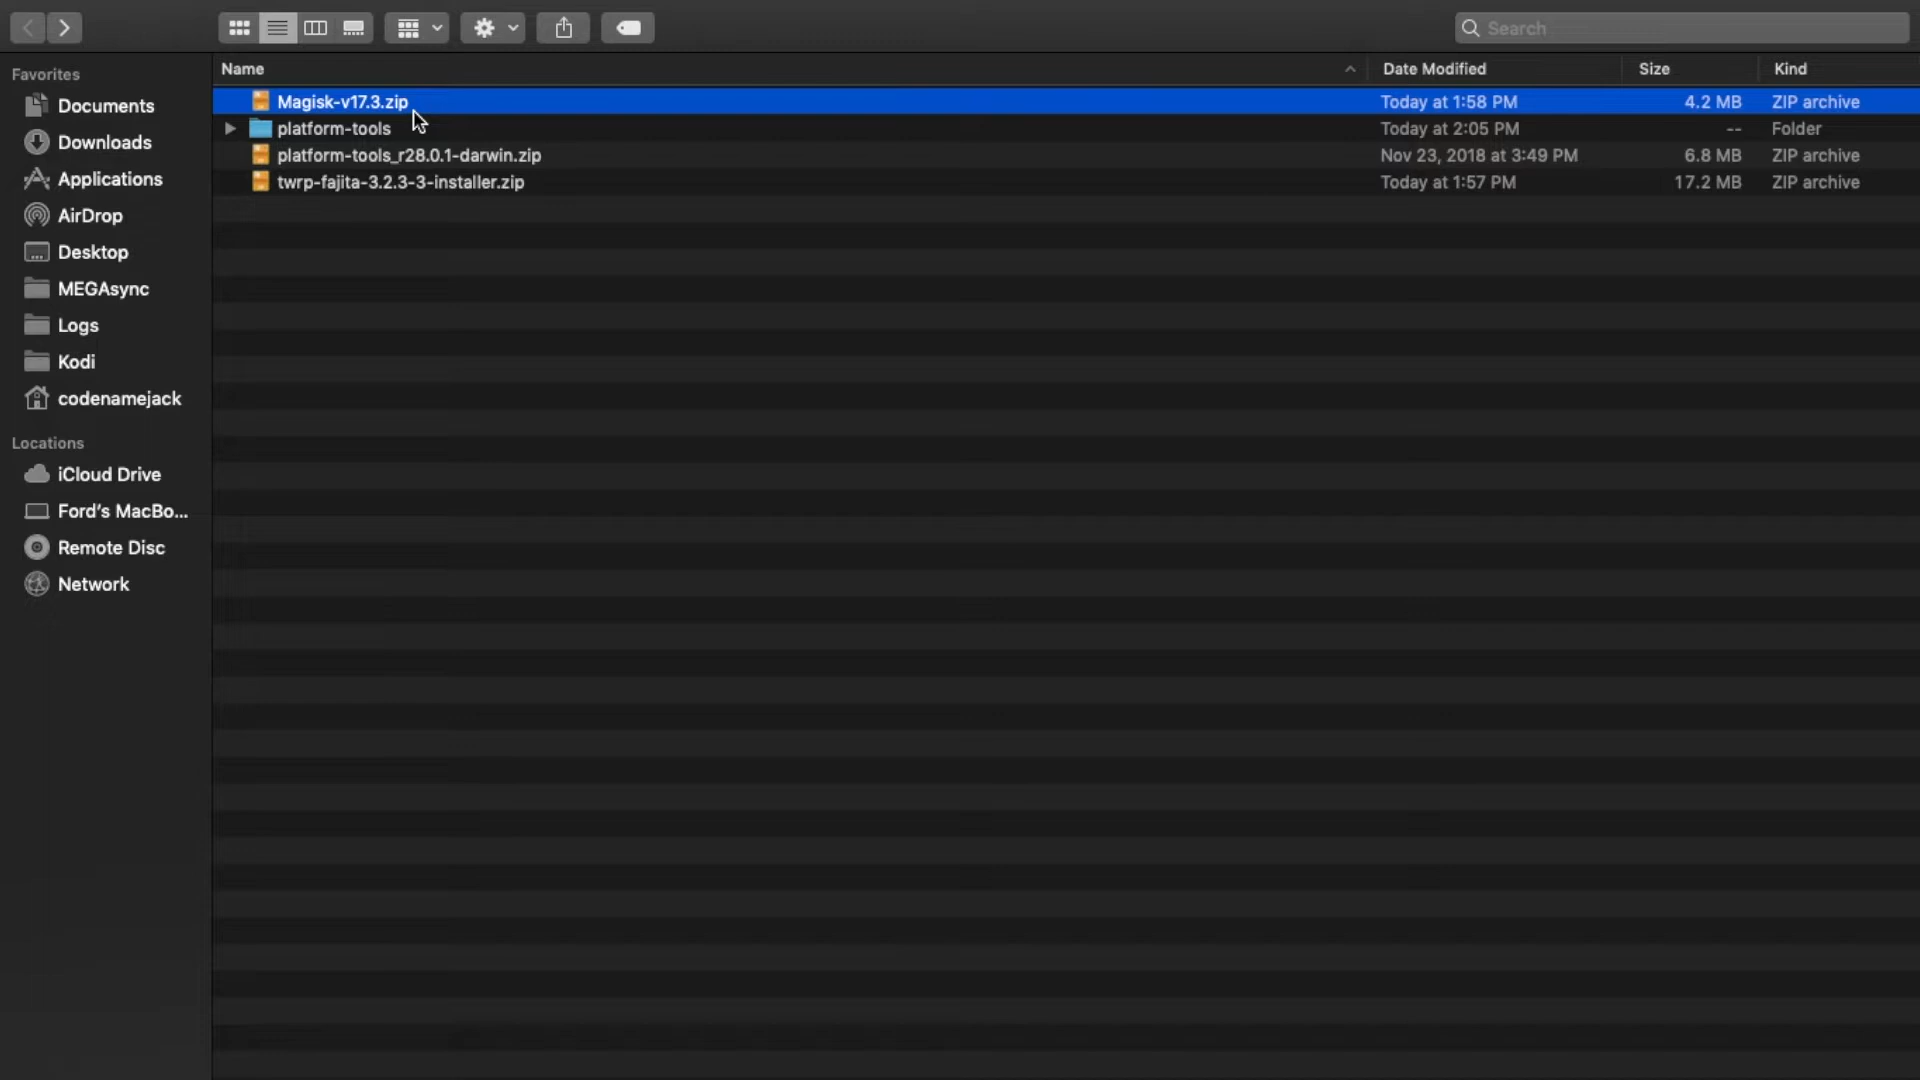 Search
Favorites
Documents
Downloads
Applications
AirDrop
Desktop
MEGAsync
Logs
Kodi
codenamejack
Locations
iCloud Drive
Ford's MacBo...
Remote Disc
Network
Name Date Modified Size Kind
Magisk-v17.3.zip Today at 1:58 PM 4.2 MB ZIP archive
platform-tools Today at 2:05 PM -- Folder
platform-tools_r28.0.1-darwin.zip Nov 23, 2018 at 3:49 PM 6.8 MB ZIP archive
twrp-fajita-3.2.3-3-installer.zip Today at 1:57 PM 17.2 MB ZIP archive